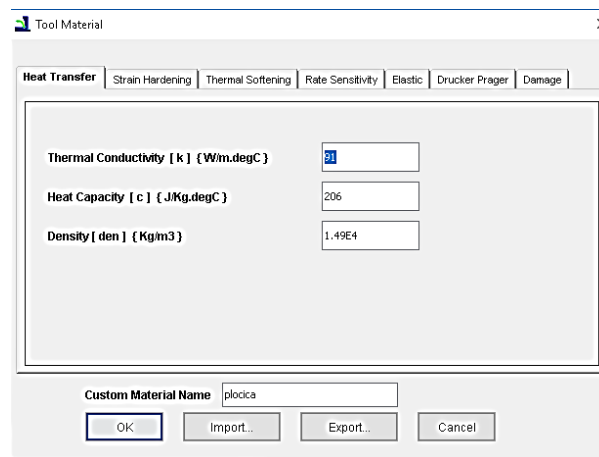 Tool Material
Heat Transfer Strain Hardening Thermal Softening Rate Sensitivity Elastic Drucker Prager Damage
Thermal Conductivity [ k ] { W/m.degC } 91
Heat Capacity [ c ] { J/Kg.degC } 206
Density [ den ] { Kg/m3 } 1.49E4
Custom Material Name plocica
OK Import... Export... Cancel